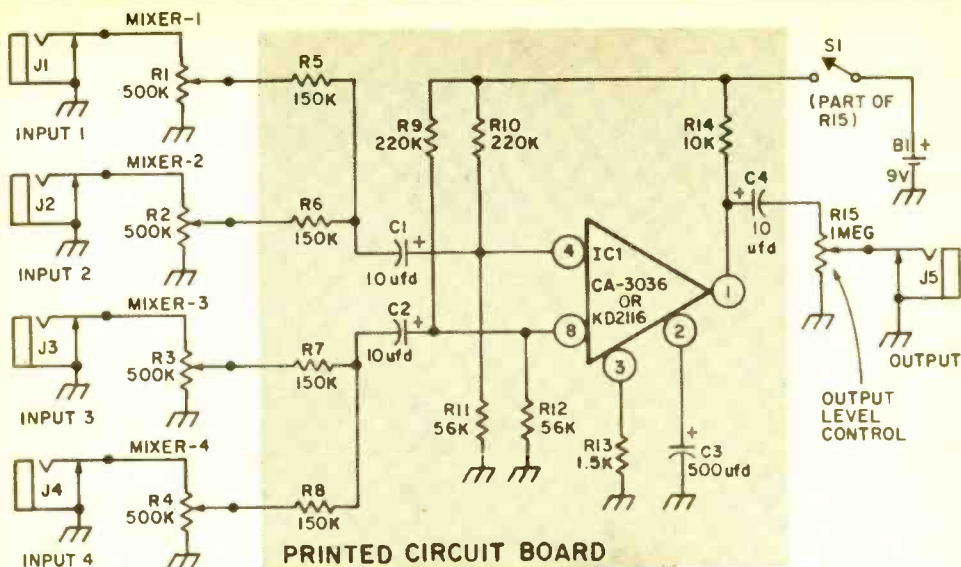 MIXER-1
J1
R1
500K
INPUT 1
R5
150K
MIXER-2
J2
R2
500K
INPUT 2
R6
150K
MIXER-3
J3
R3
500K
INPUT 3
R7
150K
MIXER-4
J4
R4
500K
INPUT 4
R8
150K
R9
220K
R10
220K
C1
+
10ufd
C2
+
10ufd
R11
56K
R12
56K
4
8
IC1
CA-3036
OR
KD2116
1
2
3
R13
1.5K
+
C3
500ufd
R14
10K
+
C4
10
ufd
S1
(PART OF
R15)
B1
+
9V
R15
1MEG
J5
OUTPUT
OUTPUT
LEVEL
CONTROL
PRINTED CIRCUIT BOARD